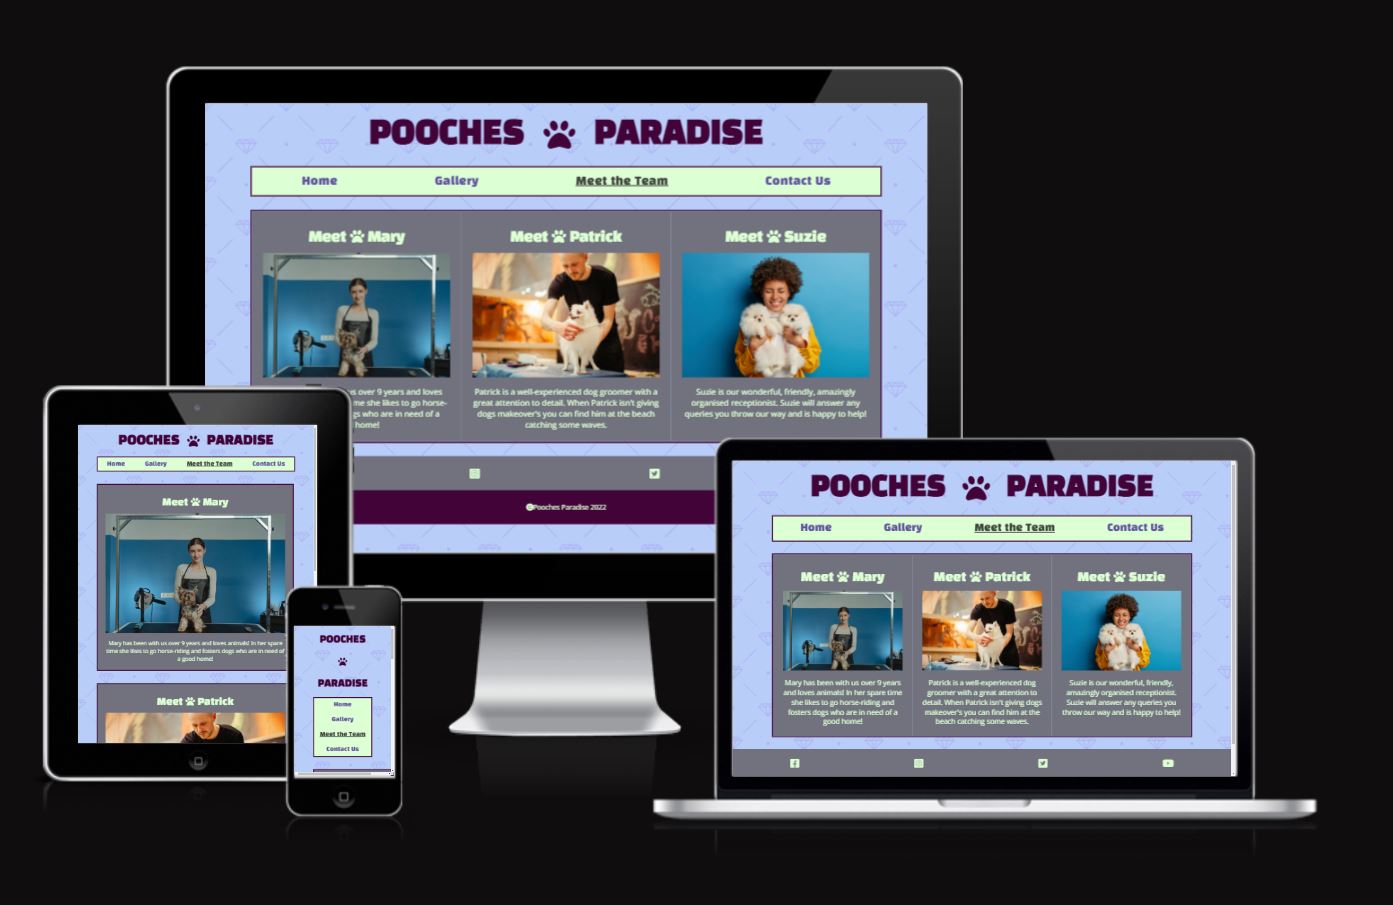 POOCHES PARADISE
Home Gallery Meet the Team Contact Us
Meet Mary
Meet Patrick
Meet Suzie
s over 9 years and loves
me she likes to go horse-
gs who are in need of a
home!
Patrick is a well-experienced dog groomer with a
great attention to detail. When Patrick isn't giving
dogs makeover's you can find him at the beach
catching some waves.
Suzie is our wonderful, friendly, amazingly
organised receptionist. Suzie will answer any
queries you throw our way and is happy to help!
Pooches Paradise 2022
POOCHES PARADISE
Home Gallery Meet the Team Contact Us
Meet Mary
Mary has been with us over 9 years and loves animals! In her spare
time she likes to go horse-riding and fosters dogs who are in need of
a good home!
Meet Patrick
POOCHES
PARADISE
Home
Gallery
Meet the Team
Contact Us
POOCHES PARADISE
Home Gallery Meet the Team Contact Us
Meet Mary
Meet Patrick
Meet Suzie
Mary has been with us over 9 years
and loves animals! In her spare time
she likes to go horse-riding and
fosters dogs who are in need of a
good home!
Patrick is a well-experienced dog
groomer with a great attention to
detail. When Patrick isn't giving dogs
makeover's you can find him at the
beach catching some waves.
Suzie is our wonderful, friendly,
amazingly organised receptionist.
Suzie will answer any queries you
throw our way and is happy to help!